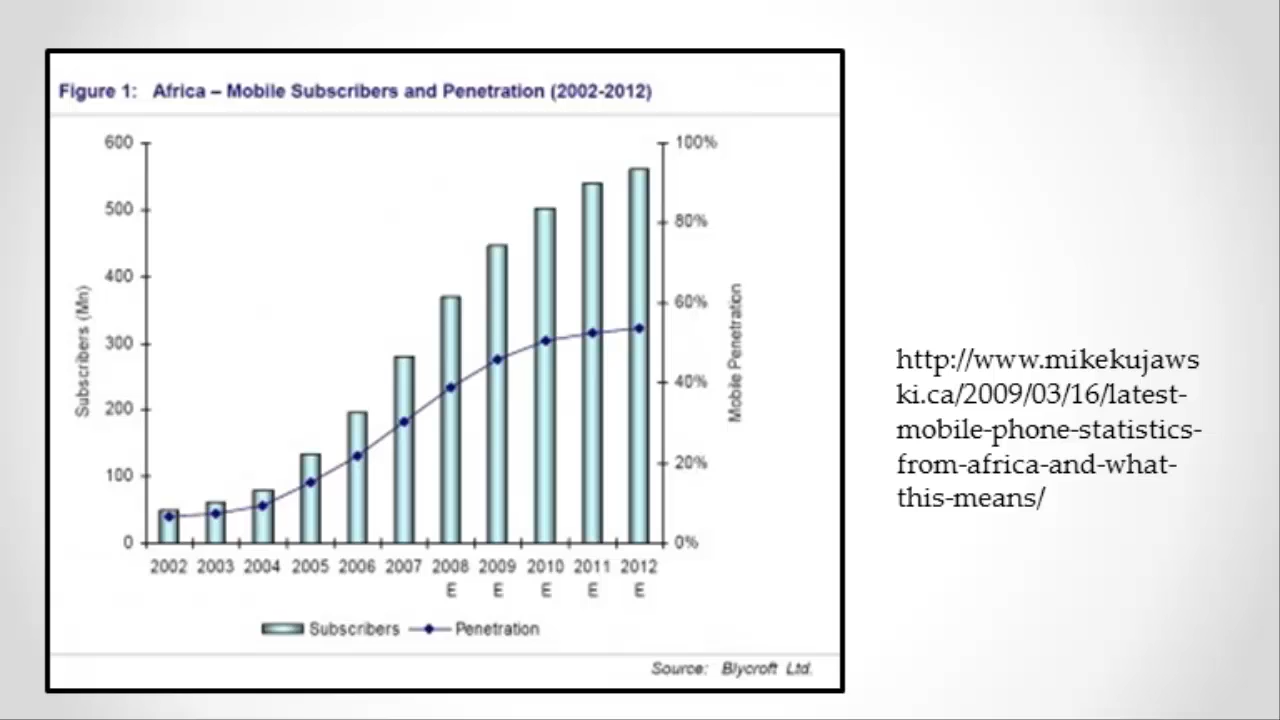 Figure 1: Africa – Mobile Subscribers and Penetration (2002-2012)
600
500
400
300
200
100
0
Subscribers (Mn)
100%
80%
60%
40%
20%
0%
Mobile Penetration
2002 2003 2004 2005 2006 2007 2008 2009 2010 2011 2012
E E E E E
Subscribers Penetration
Source: Blycroft Ltd.
http://www.mikekujaws
ki.ca/2009/03/16/latest-
mobile-phone-statistics-
from-africa-and-what-
this-means/